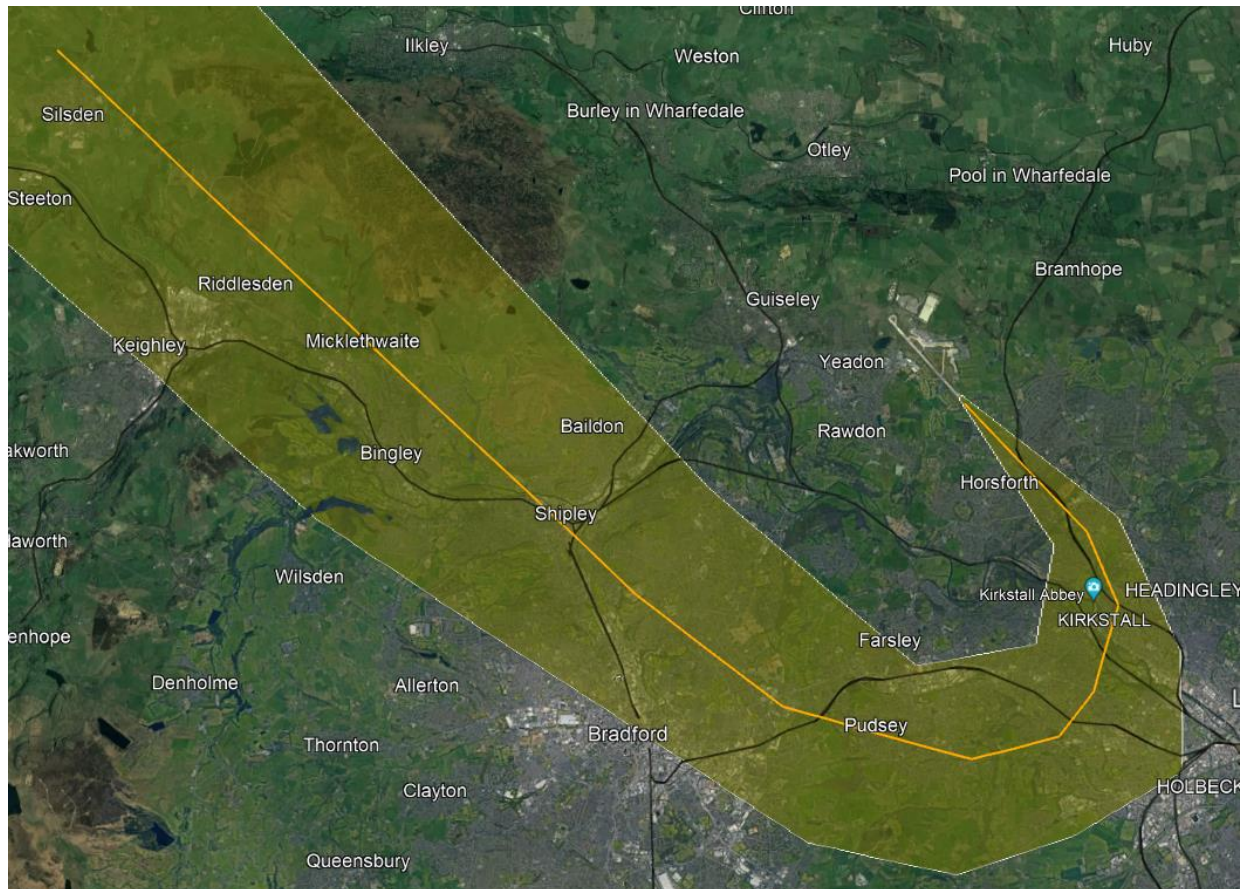 Clifton
Ilkley
Weston
Huby
Silsden
Burley in Wharfedale
Otley
Pool in Wharfedale
Steeton
Bramhope
Riddlesden
Guiseley
Keighley
Micklethwaite
Yeadon
Baildon
Rawdon
akworth
Bingley
Horsforth
Shipley
laworth
Wilsden
Kirkstall Abbey
HEADINGLEY
KIRKSTALL
enhope
Farsley
Denholme
Allerton
L
Pudsey
Bradford
Thornton
Clayton
HOLBECK
Queensbury